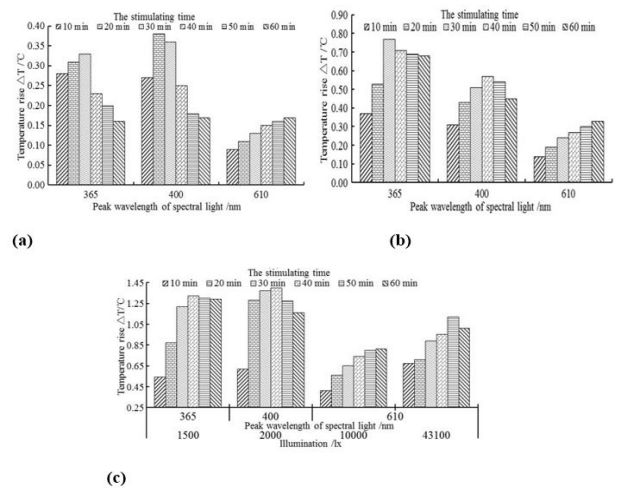 The stimulating time
10 min 20 min 30 min 40 min 50 min 60 min
Temperature rise △T /℃
0.40
0.35
0.30
0.25
0.20
0.15
0.10
0.05
0.00
365 400 610
Peak wavelength of spectral light /nm
(a)
The stimulating time
10 min 20 min 30 min 40 min 50 min 60 min
Temperature rise △T /℃
0.90
0.80
0.70
0.60
0.50
0.40
0.30
0.20
0.10
0.00
365 400 610
Peak wavelength of spectral light /nm
(b)
The stimulating time
10 min 20 min 30 min 40 min 50 min 60 min
Temperature rise △T/℃
1.45
1.25
1.05
0.85
0.65
0.45
0.25
365 400 610
Peak wavelength of spectral light /nm
1500 2000 10000 43100
Illumination /lx
(c)